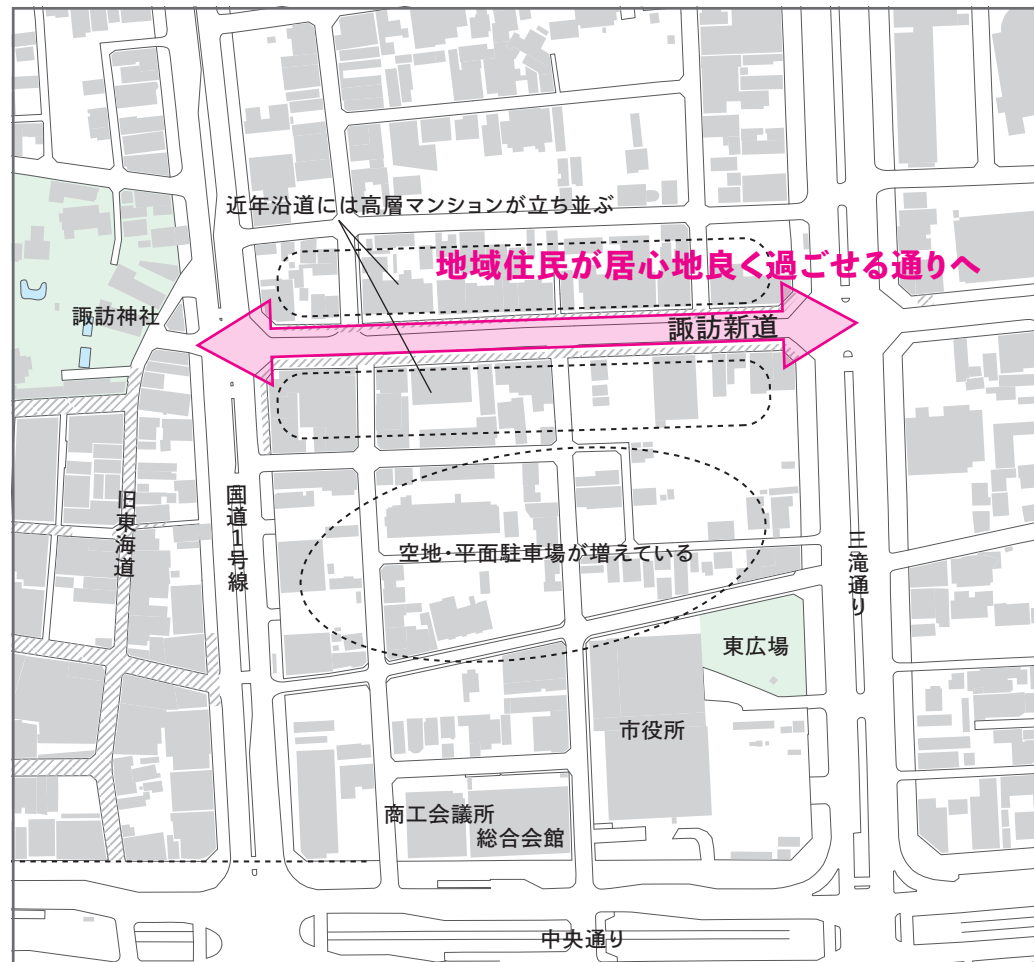 近年沿道には高層マンションが立ち並ぶ
地域住民が居心地良く過ごせる通りへ
諏訪神社
諏訪新道
旧東海道
国道1号線
空地・平面駐車場が増えている
三滝通り
東広場
市役所
商工会議所
総合会館
中央通り